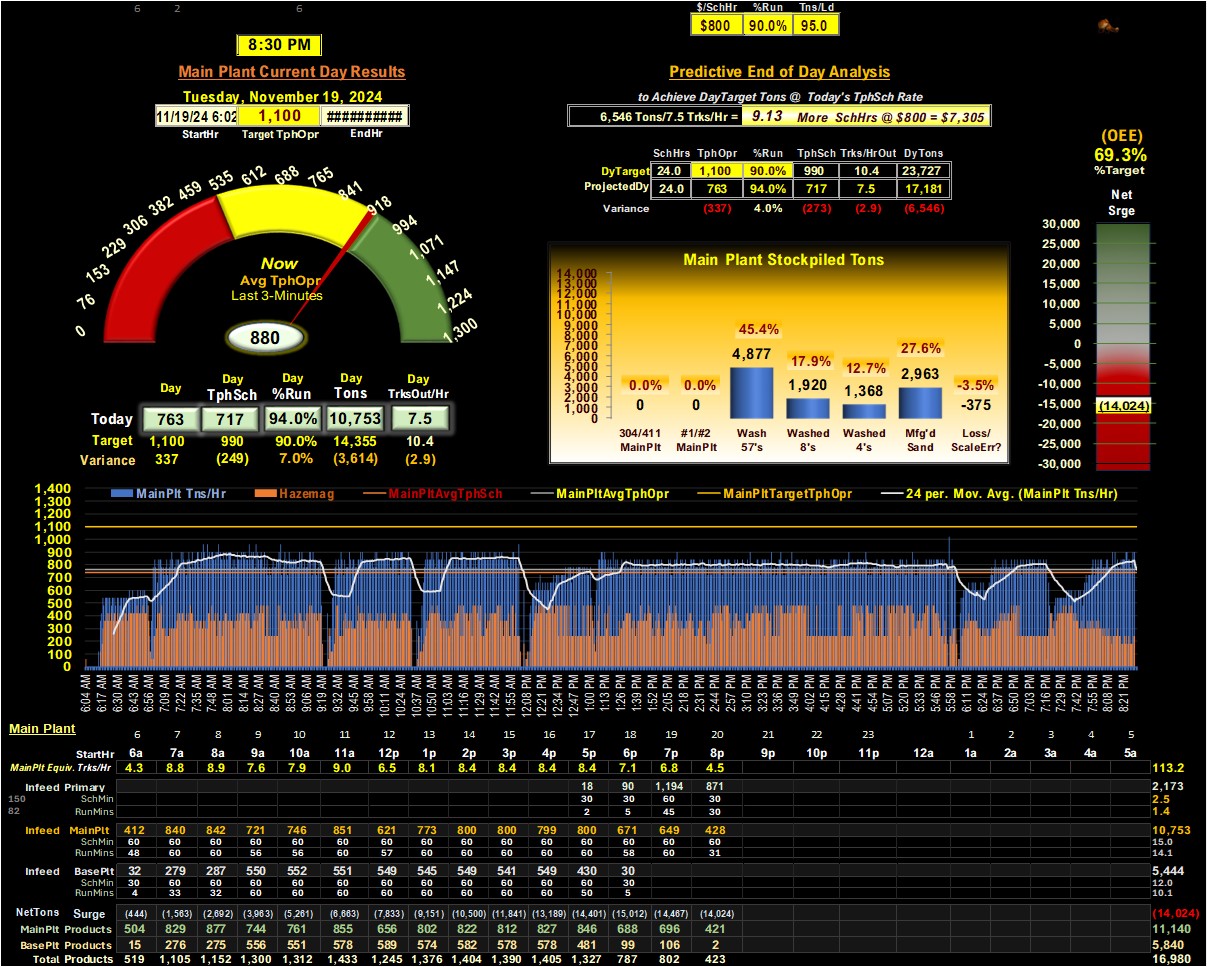 6 2 6
$/SchHr %Run Tns/Ld
$800 90.0% 95.0
8:30 PM
Main Plant Current Day Results
Tuesday, November 19, 2024
11/19/24 6:02 1,100 ##########
StartHr Target TphOpr EndHr
0 76 153 229 306 382 459 535 612 688 765 841 918 994 1,071 1,147 1,224 1,300
Now
Avg TphOpr
Last 3-Minutes
880
Day Day TphSch Day %Run Day Tons Day TrksOut/Hr
Today 763 717 94.0% 10,753 7.5
Target 1,100 990 90.0% 14,355 10.4
Variance 337 (249) 7.0% (3,614) (2.9)
Predictive End of Day Analysis
to Achieve DayTarget Tons @ Today's TphSch Rate
6,546 Tons/7.5 Trks/Hr = 9.13 More SchHrs @ $800 = $7,305
SchHrs TphOpr %Run TphSch Trks/HrOut DyTons
DyTarget 24.0 1,100 90.0% 990 10.4 23,727
ProjectedDy 24.0 763 94.0% 717 7.5 17,181
Variance (337) 4.0% (273) (2.9) (6,546)
Main Plant Stockpiled Tons
14,000
13,000
12,000
11,000
10,000
9,000
8,000
7,000
6,000
5,000
4,000
3,000
2,000
1,000
0
0.0% 0.0% 45.4% 17.9% 12.7% 27.6% -3.5%
0 0 4,877 1,920 1,368 2,963 -375
304/411 MainPlt
#1/#2 MainPlt
Wash 57's
Washed 8's
Washed 4's
Mfg'd Sand
Loss/ ScaleErr?
(OEE)
69.3%
%Target
Net
Srge
30,000
25,000
20,000
15,000
10,000
5,000
0
-5,000
-10,000
-15,000
-20,000
-25,000
-30,000
(14,024)
MainPlt Tns/Hr Hazemag MainPltAvgTphSch MainPltAvgTphOpr MainPltTargetTphOpr 24 per. Mov. Avg. (MainPlt Tns/Hr)
1,400
1,300
1,200
1,100
1,000
900
800
700
600
500
400
300
200
100
0
6:04 AM 6:17 AM 6:30 AM 6:43 AM 6:56 AM 7:09 AM 7:22 AM 7:35 AM 7:48 AM 8:01 AM 8:14 AM 8:27 AM 8:40 AM 8:53 AM 9:06 AM 9:19 AM 9:32 AM 9:45 AM 9:58 AM 10:11 AM 10:24 AM 10:37 AM 10:50 AM 11:03 AM 11:16 AM 11:29 AM 11:42 AM 11:55 AM 12:08 PM 12:21 PM 12:34 PM 12:47 PM 1:00 PM 1:13 PM 1:26 PM 1:39 PM 1:52 PM 2:05 PM 2:18 PM 2:31 PM 2:44 PM 2:57 PM 3:10 PM 3:23 PM 3:36 PM 3:49 PM 4:02 PM 4:15 PM 4:28 PM 4:41 PM 4:54 PM 5:07 PM 5:20 PM 5:33 PM 5:45 PM 5:58 PM 6:11 PM 6:24 PM 6:37 PM 6:50 PM 7:03 PM 7:16 PM 7:29 PM 7:42 PM 7:55 PM 8:08 PM 8:21 PM
Main Plant
6 7 8 9 10 11 12 13 14 15 16 17 18 19 20 21 22 23 1 2 3 4 5
StartHr 6a 7a 8a 9a 10a 11a 12p 1p 2p 3p 4p 5p 6p 7p 8p 9p 10p 11p 12a 1a 2a 3a 4a 5a
MainPlt Equiv. Trks/Hr 4.3 8.8 8.9 7.6 7.9 9.0 6.5 8.1 8.4 8.4 8.4 8.4 7.1 6.8 4.5 113.2
Infeed Primary 18 90 1,194 871 2,173
150 SchMin 30 30 60 30 2.5
82 RunMins 2 5 45 30 1.4
Infeed MainPlt 412 840 842 721 746 851 621 773 800 800 799 800 671 649 428 10,753
SchMin 60 60 60 60 60 60 60 60 60 60 60 60 60 60 60 15.0
RunMins 48 60 60 56 56 60 57 60 60 60 60 60 58 60 31 14.1
Infeed BasePlt 32 279 287 550 552 551 549 545 549 541 549 430 30 5,444
SchMin 30 60 60 60 60 60 60 60 60 60 60 60 30 12.0
RunMins 4 33 32 60 60 60 60 60 60 60 60 50 5 10.1
NetTons Surge (444) (1,563) (2,692) (3,963) (5,261) (6,663) (7,833) (9,151) (10,500) (11,841) (13,189) (14,401) (15,012) (14,467) (14,024) (14,024)
MainPlt Products 504 829 877 744 761 855 656 802 822 812 827 846 688 696 421 11,140
BasePlt Products 15 276 275 556 551 578 589 574 582 578 578 481 99 106 2 5,840
Total Products 519 1,105 1,152 1,300 1,312 1,433 1,245 1,376 1,404 1,390 1,405 1,327 787 802 423 16,980